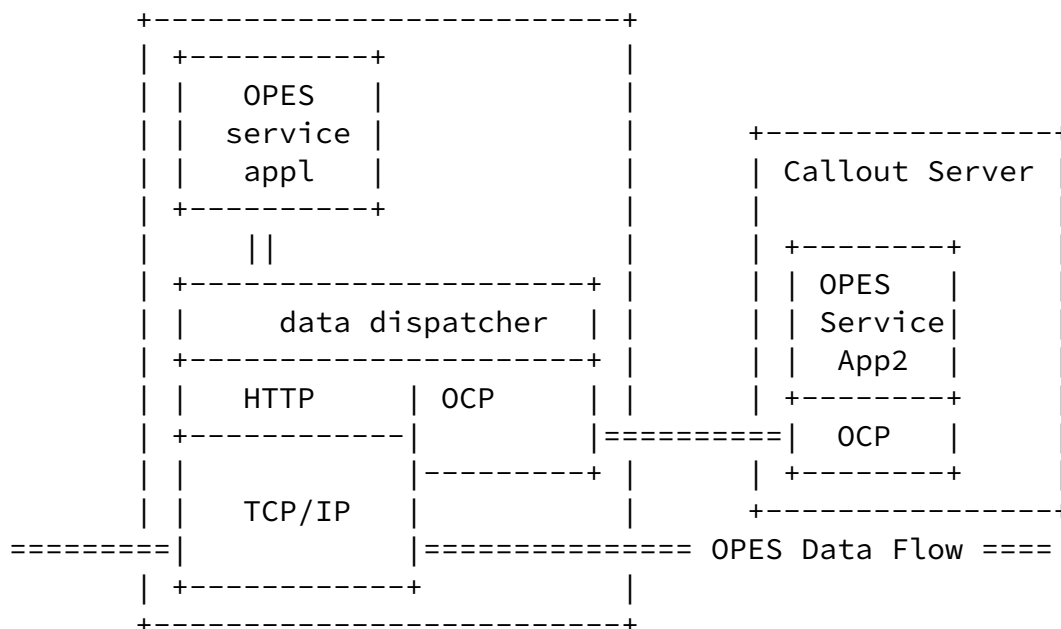 OPES
service
appl
Callout Server
OPES
data dispatcher
Service
App2
HTTP OCP
OCP
TCP/IP
OPES Data Flow